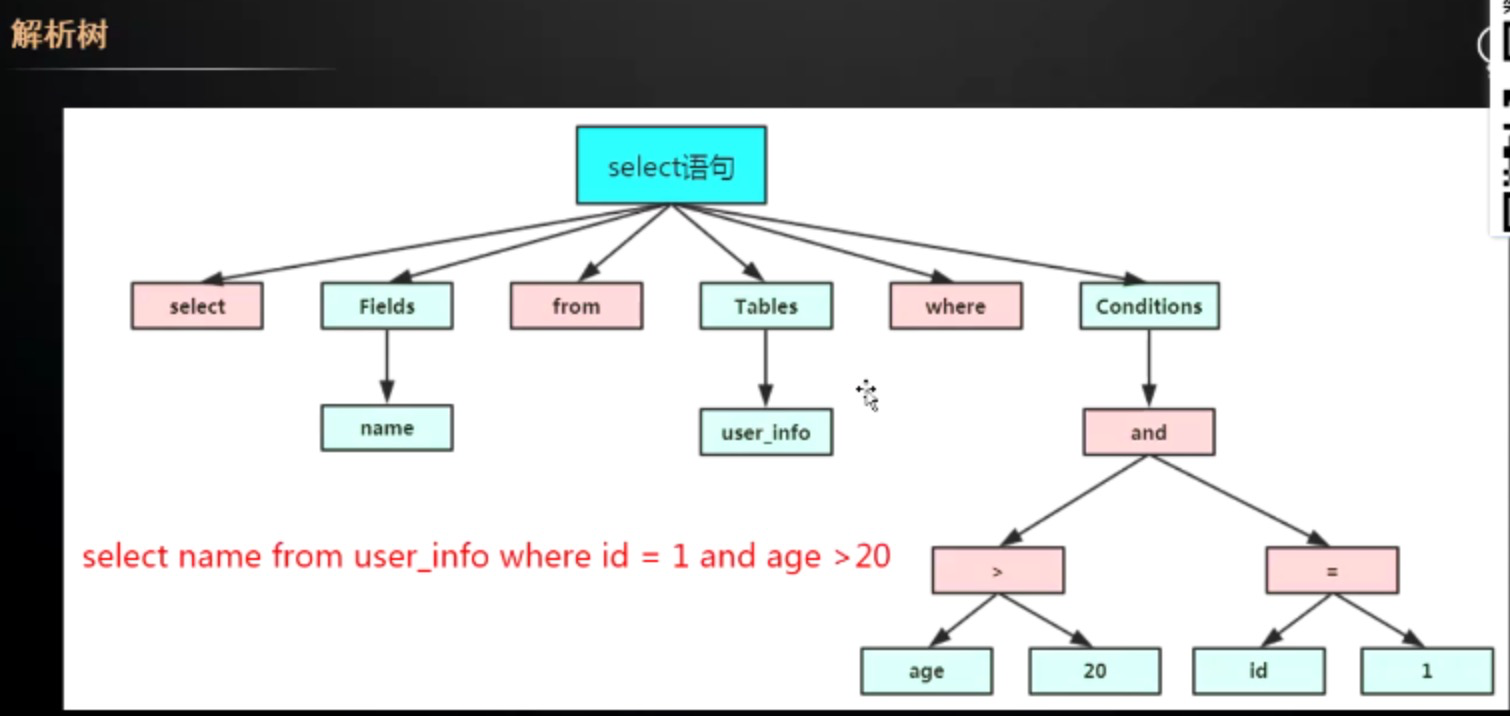 解析树
select语句
select
Fields
from
Tables
where
Conditions
name
user_info
and
select name from user_info where id = 1 and age >20
>
=
age
20
id
1